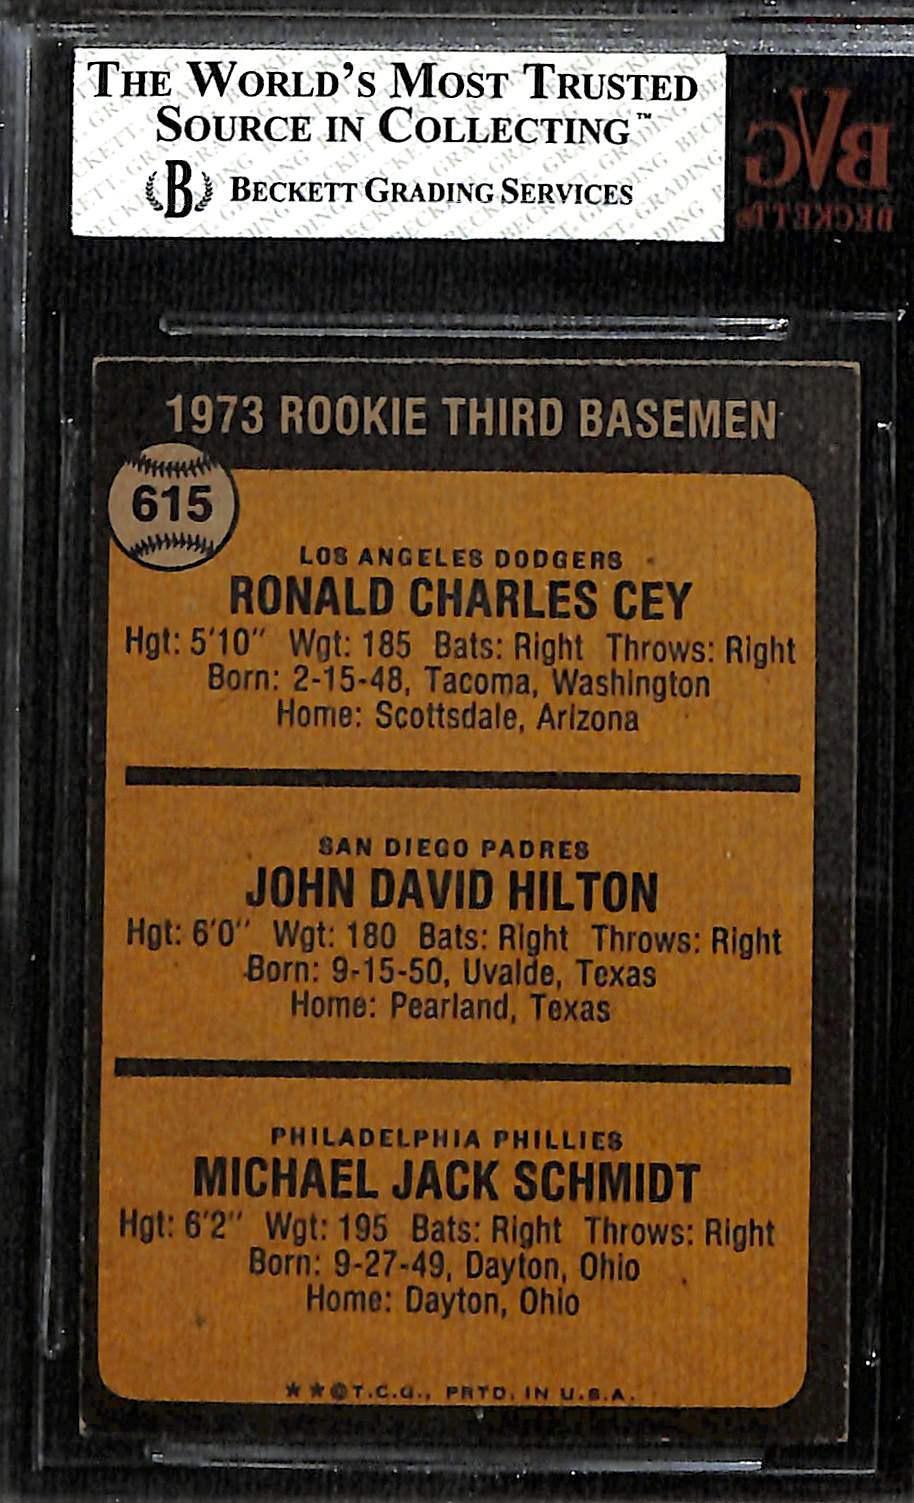 THE WORLD'S MOST TRUSTED
SOURCE IN COLLECTING™
B BECKETT GRADING SERVICES
BVG
BECKETT
1973 ROOKIE THIRD BASEMEN
615
LOS ANGELES DODGERS
RONALD CHARLES CEY
Hgt: 5'10" Wgt: 185 Bats: Right Throws: Right
Born: 2-15-48, Tacoma, Washington
Home: Scottsdale, Arizona
SAN DIEGO PADRES
JOHN DAVID HILTON
Hgt: 6'0" Wgt: 180 Bats: Right Throws: Right
Born: 9-15-50, Uvalde, Texas
Home: Pearland, Texas
PHILADELPHIA PHILLIES
MICHAEL JACK SCHMIDT
Hgt: 6'2" Wgt: 195 Bats: Right Throws: Right
Born: 9-27-49, Dayton, Ohio
Home: Dayton, Ohio
★★©T.C.G., PRTD. IN U.S.A.